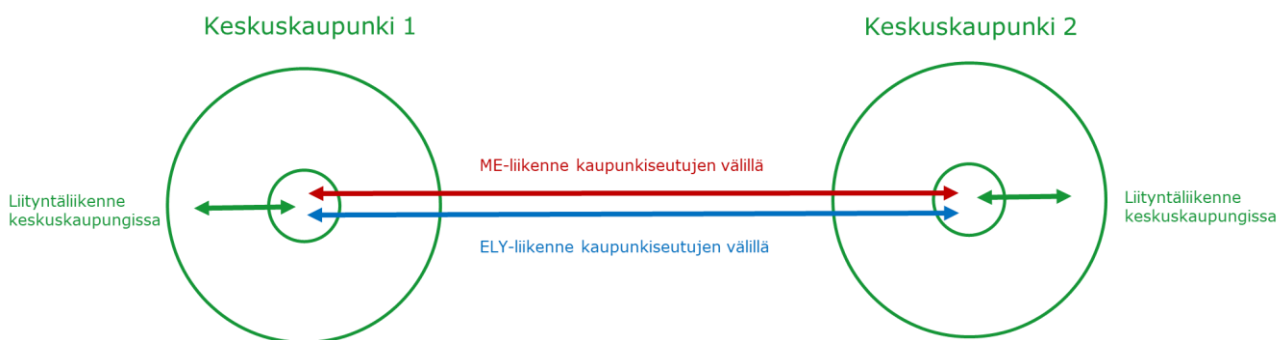 Keskuskaupunki 1
Keskuskaupunki 2
ME-liikenne kaupunkiseutujen välillä
Liityntäliikenne
keskuskaupungissa
Liityntäliikenne
keskuskaupungissa
ELY-liikenne kaupunkiseutujen välillä